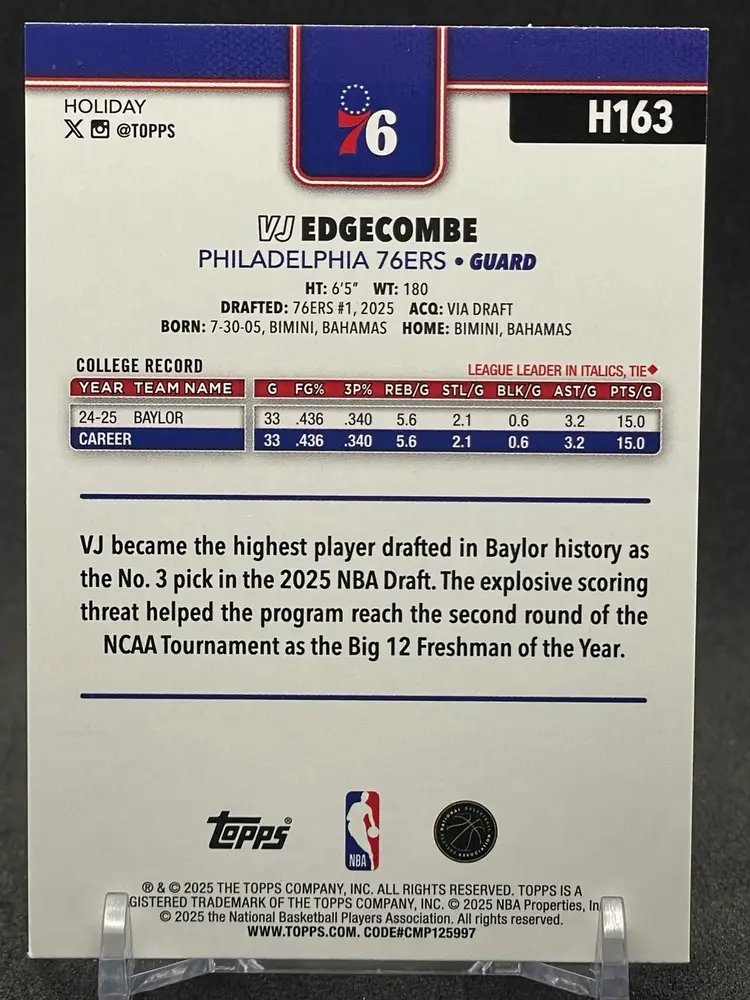 HOLIDAY
@TOPPS
H163
76
VJ EDGECOMBE
PHILADELPHIA 76ERS • GUARD
HT: 6'5" WT: 180
DRAFTED: 76ERS #1, 2025 ACQ: VIA DRAFT
BORN: 7-30-05, BIMINI, BAHAMAS HOME: BIMINI, BAHAMAS
COLLEGE RECORD
LEAGUE LEADER IN ITALICS, TIE◆
YEAR TEAM NAME G FG% 3P% REB/G STL/G BLK/G AST/G PTS/G
24-25 BAYLOR 33 .436 .340 5.6 2.1 0.6 3.2 15.0
CAREER 33 .436 .340 5.6 2.1 0.6 3.2 15.0
VJ became the highest player drafted in Baylor history as
the No. 3 pick in the 2025 NBA Draft. The explosive scoring
threat helped the program reach the second round of the
NCAA Tournament as the Big 12 Freshman of the Year.
Topps®
NBA
® & © 2025 THE TOPPS COMPANY, INC. ALL RIGHTS RESERVED. TOPPS IS A
GISTERED TRADEMARK OF THE TOPPS COMPANY, INC. © 2025 NBA Properties, In
© 2025 the National Basketball Players Association. All rights reserved.
WWW.TOPPS.COM. CODE#CMP125997